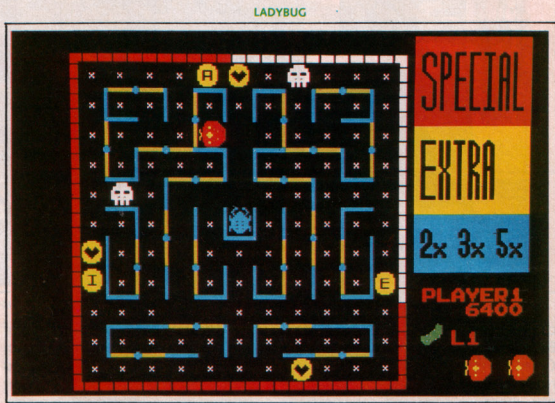 LADYBUG
A
SPECIAL
EXTRA
2x 3x 5x
I
E
PLAYER1
6400
L1